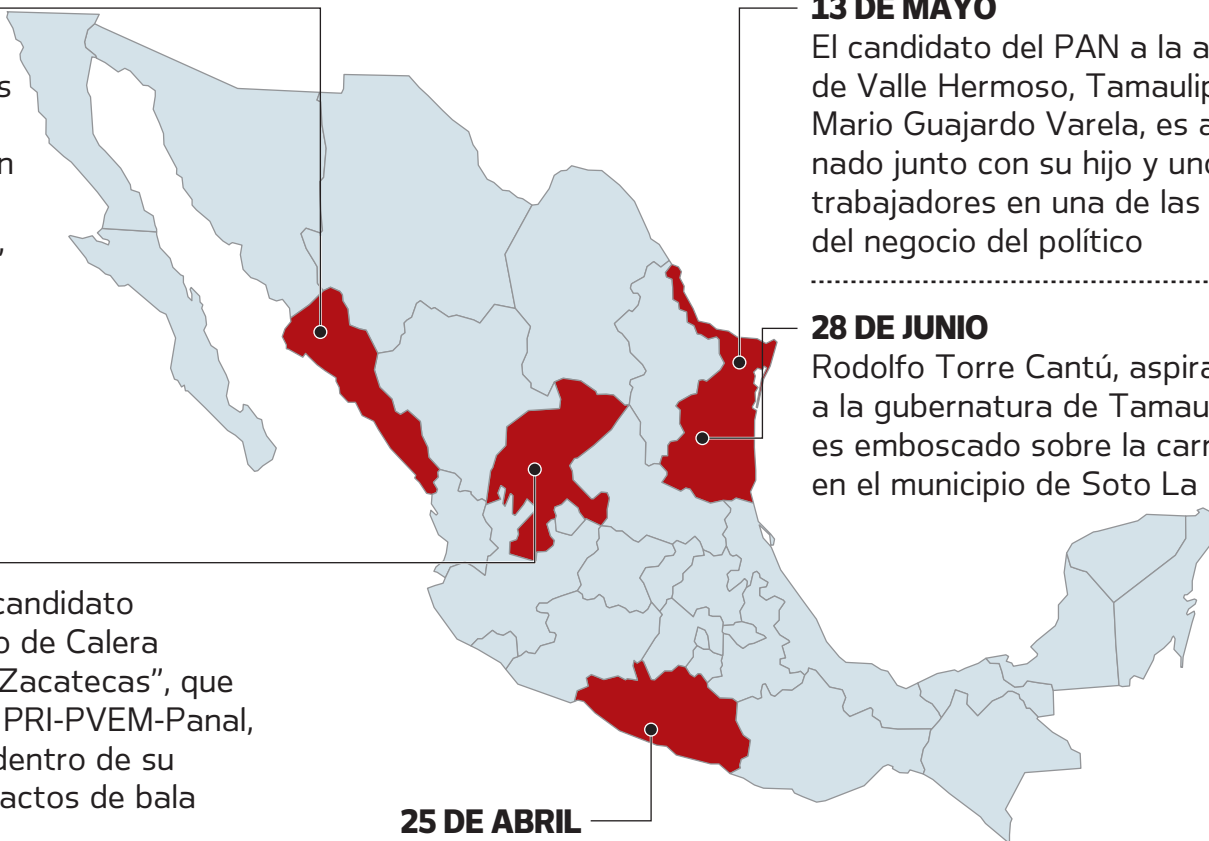 s
n
,
13 DE MAYO
El candidato del PAN a la a
de Valle Hermoso, Tamaulip
Mario Guajardo Varela, es a
nado junto con su hijo y uno
trabajadores en una de las
del negocio del político
28 DE JUNIO
Rodolfo Torre Cantú, aspira
a la gubernatura de Tamau
es emboscado sobre la carr
en el municipio de Soto La
candidato
o de Calera
Zacatecas”, que
PRI-PVEM-Panal,
dentro de su
actos de bala
25 DE ABRIL